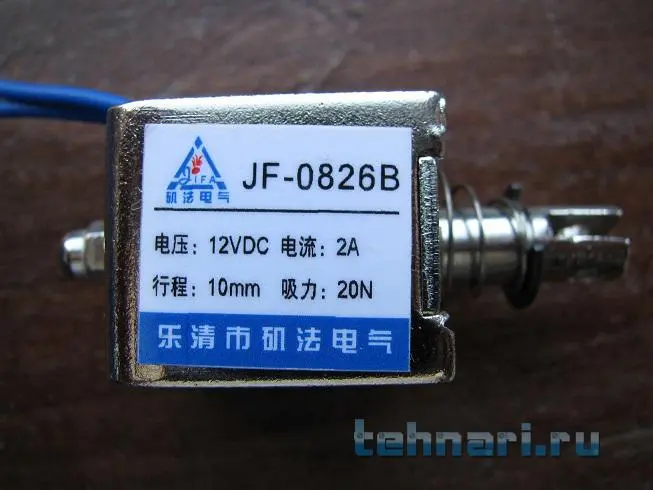 JIFA
矶法电气
JF-0826B
电压: 12VDC 电流: 2A
行程: 10mm 吸力: 20N
乐清市矶法电气
tehnari.ru